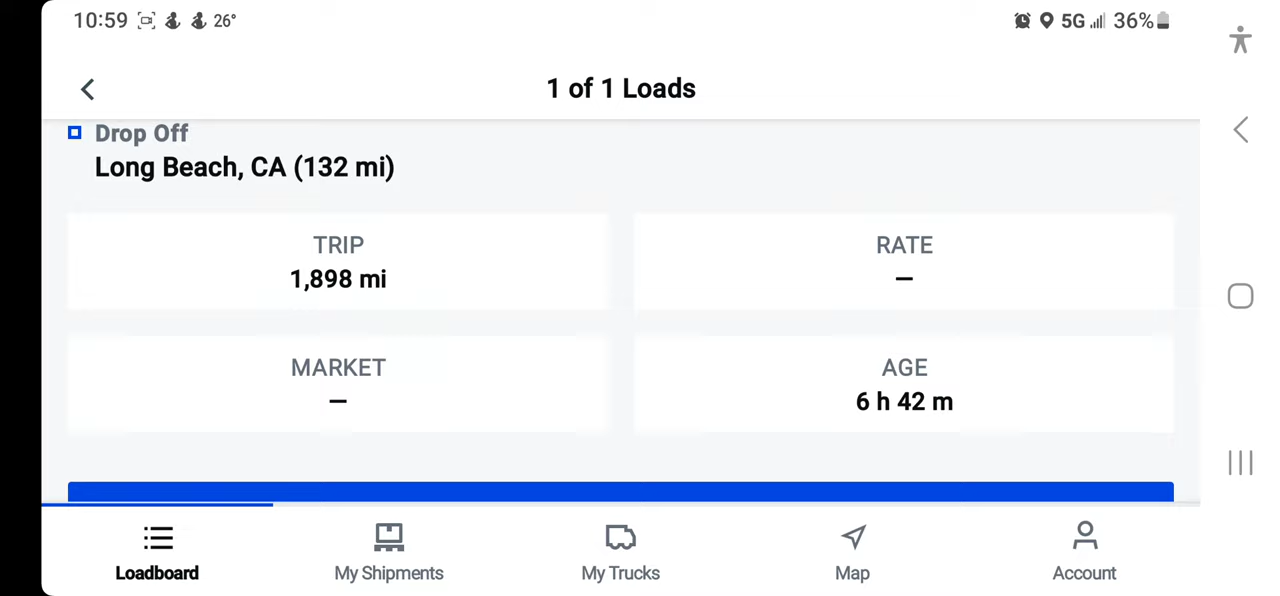 10:59 26° 5G 36%
1 of 1 Loads
Drop Off
Long Beach, CA (132 mi)
TRIP
1,898 mi
RATE
—
MARKET
—
AGE
6 h 42 m
Loadboard
My Shipments
My Trucks
Map
Account